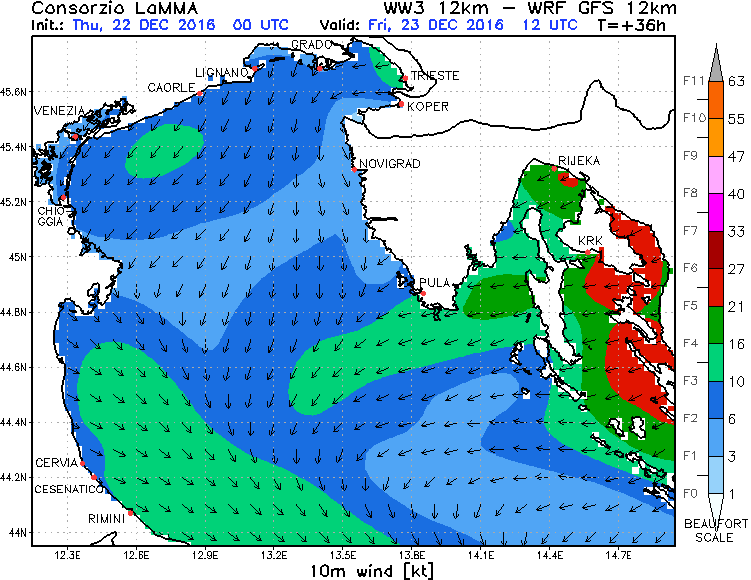 Consorzio LaMMA WW3 12km – WRF GFS 12km
Init.: Thu, 22 DEC 2016 00 UTC Valid: Fri, 23 DEC 2016 12 UTC T=+36h
GRADO
LIGNANO
TRIESTE
CAORLE
KOPER
VENEZIA
NOVIGRAD
RIJEKA
CHIO-
GGIA
KRK
PULA
CERVIA
CESENATICO
RIMINI
45.6N
45.4N
45.2N
45N
44.8N
44.6N
44.4N
44.2N
44N
12.3E 12.6E 12.9E 13.2E 13.5E 13.8E 14.1E 14.4E 14.7E
10m wind [kt]
F11 63
F10 55
F9 47
F8 40
F7 33
F6 27
F5 21
F4 16
F3 10
F2 6
F1 3
F0 1
BEAUFORT
SCALE